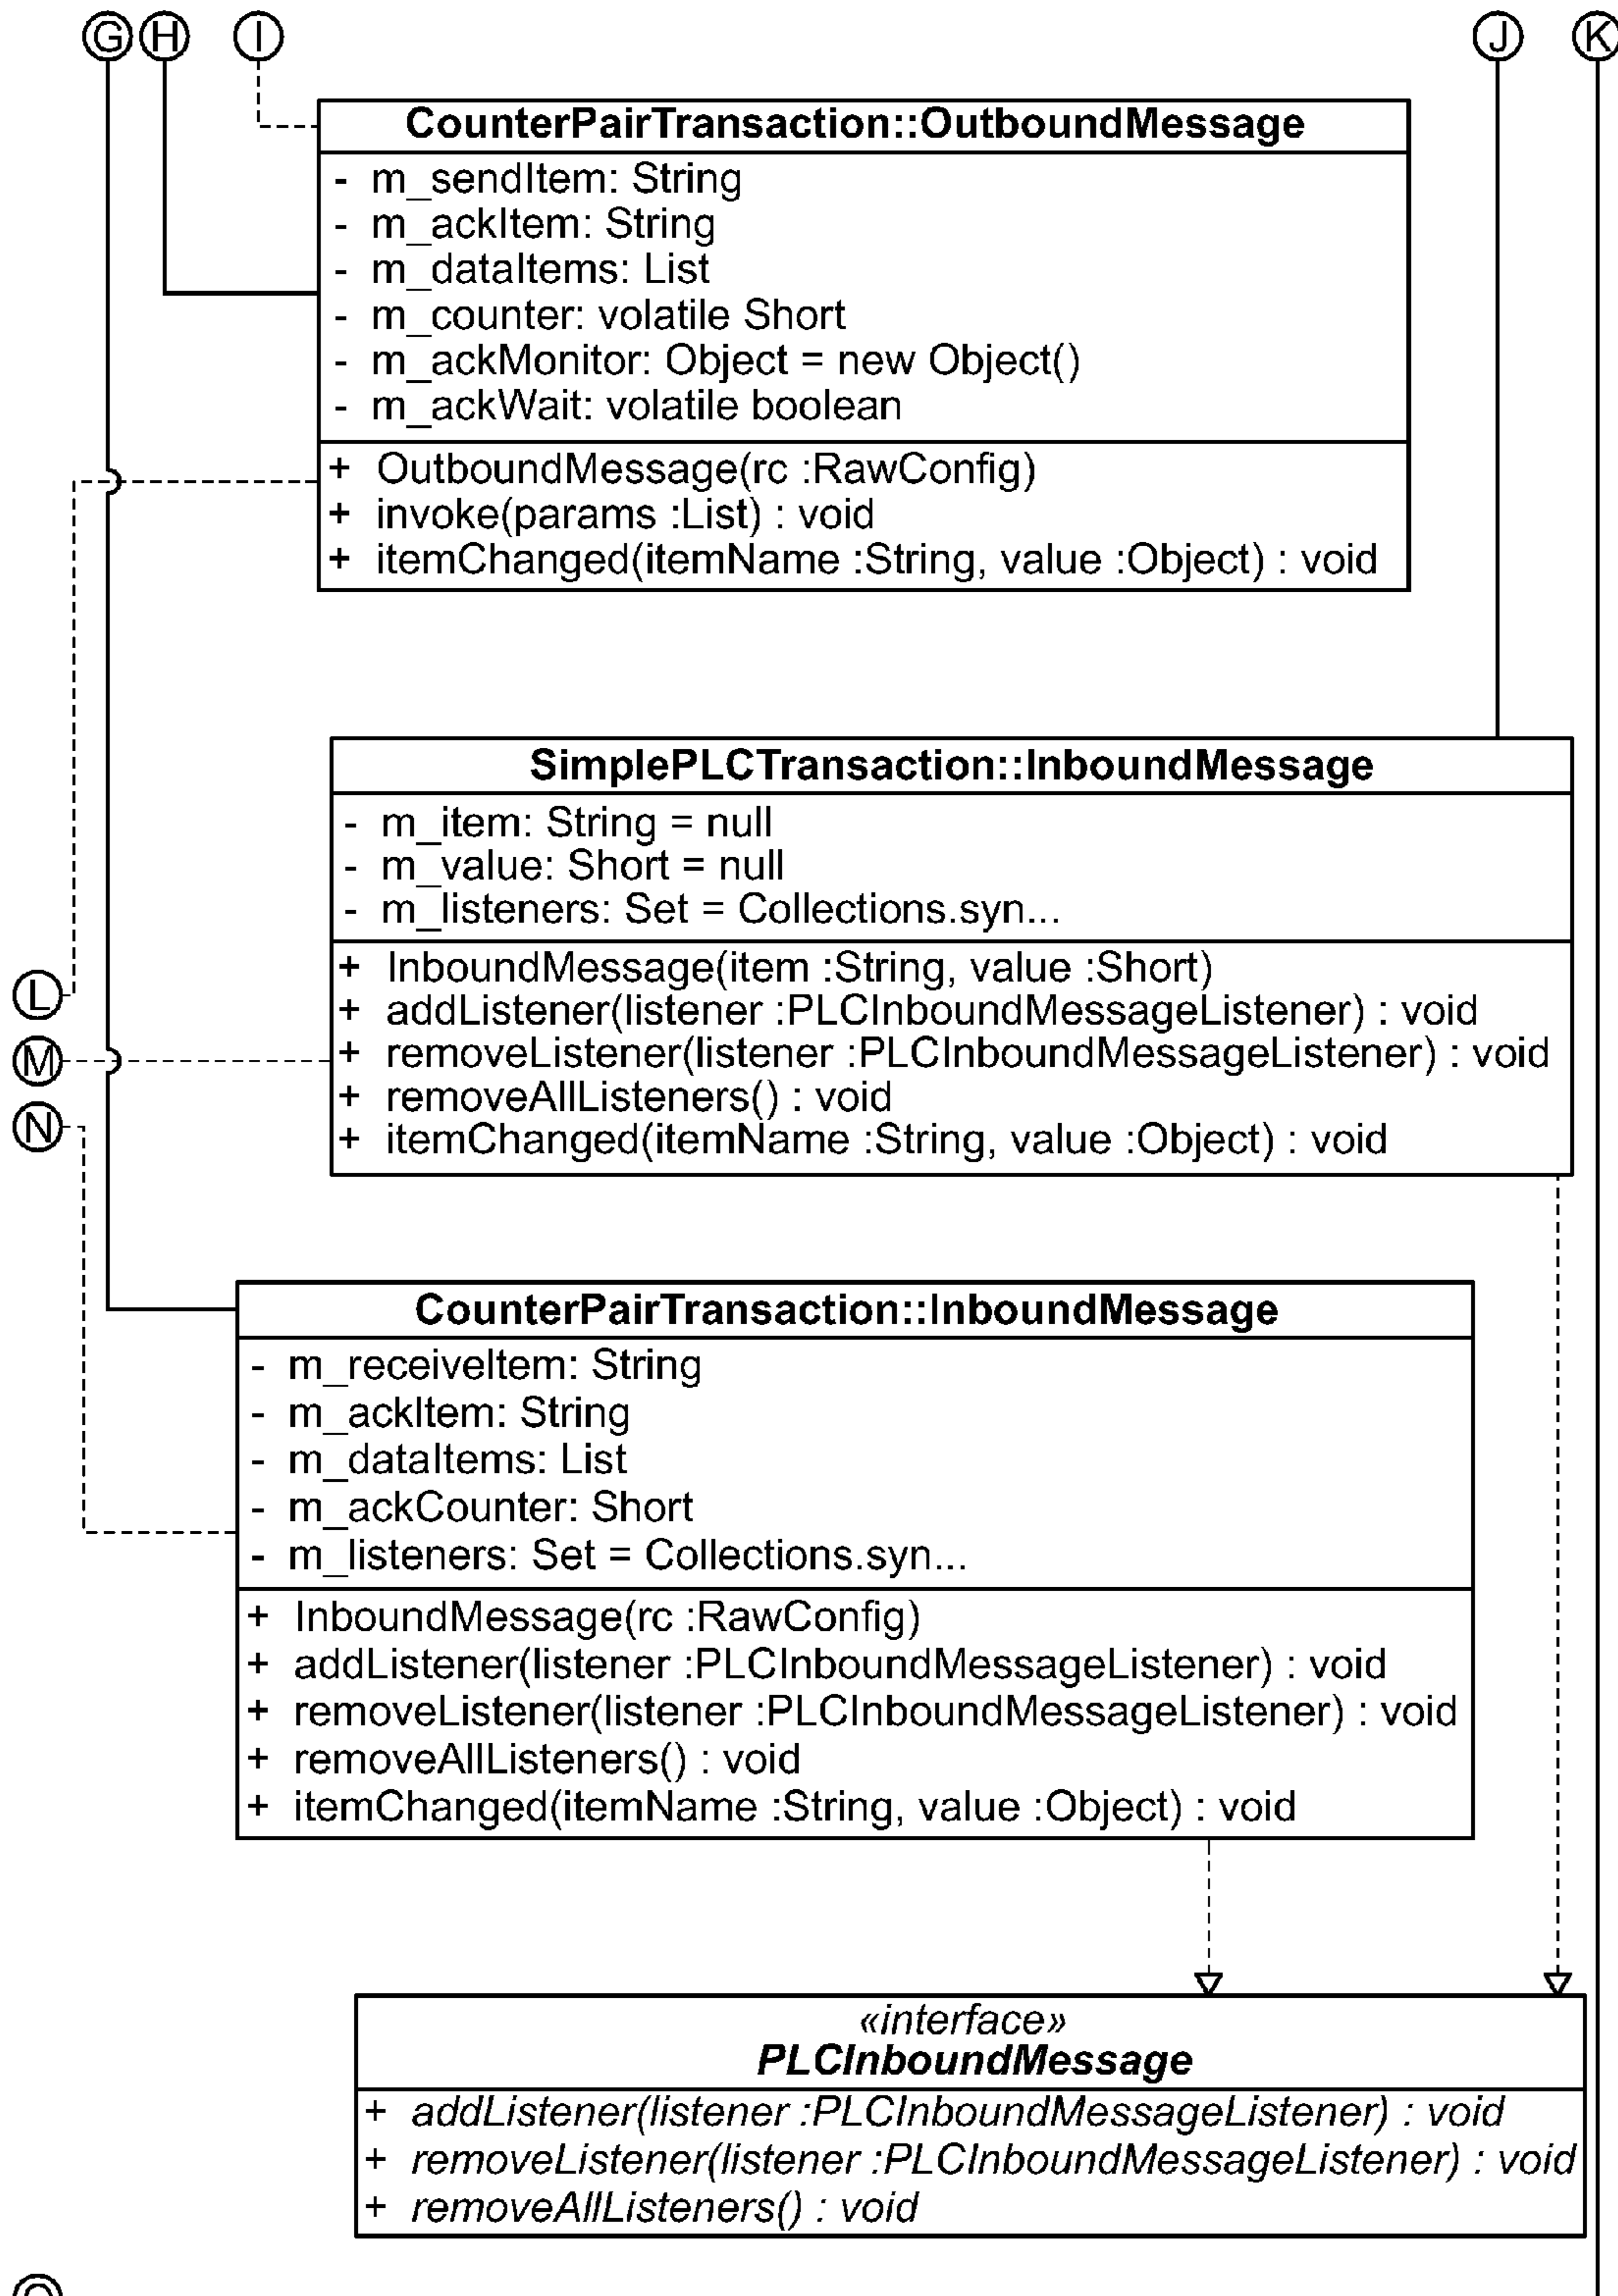 G H I J K
CounterPairTransaction::OutboundMessage
- m_sendItem: String
- m_ackItem: String
- m_dataItems: List
- m_counter: volatile Short
- m_ackMonitor: Object = new Object()
- m_ackWait: volatile boolean
+ OutboundMessage(rc :RawConfig)
+ invoke(params :List) : void
+ itemChanged(itemName :String, value :Object) : void
SimplePLCTransaction::InboundMessage
- m_item: String = null
- m_value: Short = null
- m_listeners: Set = Collections.syn...
+ InboundMessage(item :String, value :Short)
+ addListener(listener :PLCInboundMessageListener) : void
+ removeListener(listener :PLCInboundMessageListener) : void
+ removeAllListeners() : void
+ itemChanged(itemName :String, value :Object) : void
L
M
N
CounterPairTransaction::InboundMessage
- m_receiveItem: String
- m_ackItem: String
- m_dataItems: List
- m_ackCounter: Short
- m_listeners: Set = Collections.syn...
+ InboundMessage(rc :RawConfig)
+ addListener(listener :PLCInboundMessageListener) : void
+ removeListener(listener :PLCInboundMessageListener) : void
+ removeAllListeners() : void
+ itemChanged(itemName :String, value :Object) : void
«interface»
PLCInboundMessage
+ addListener(listener :PLCInboundMessageListener) : void
+ removeListener(listener :PLCInboundMessageListener) : void
+ removeAllListeners() : void